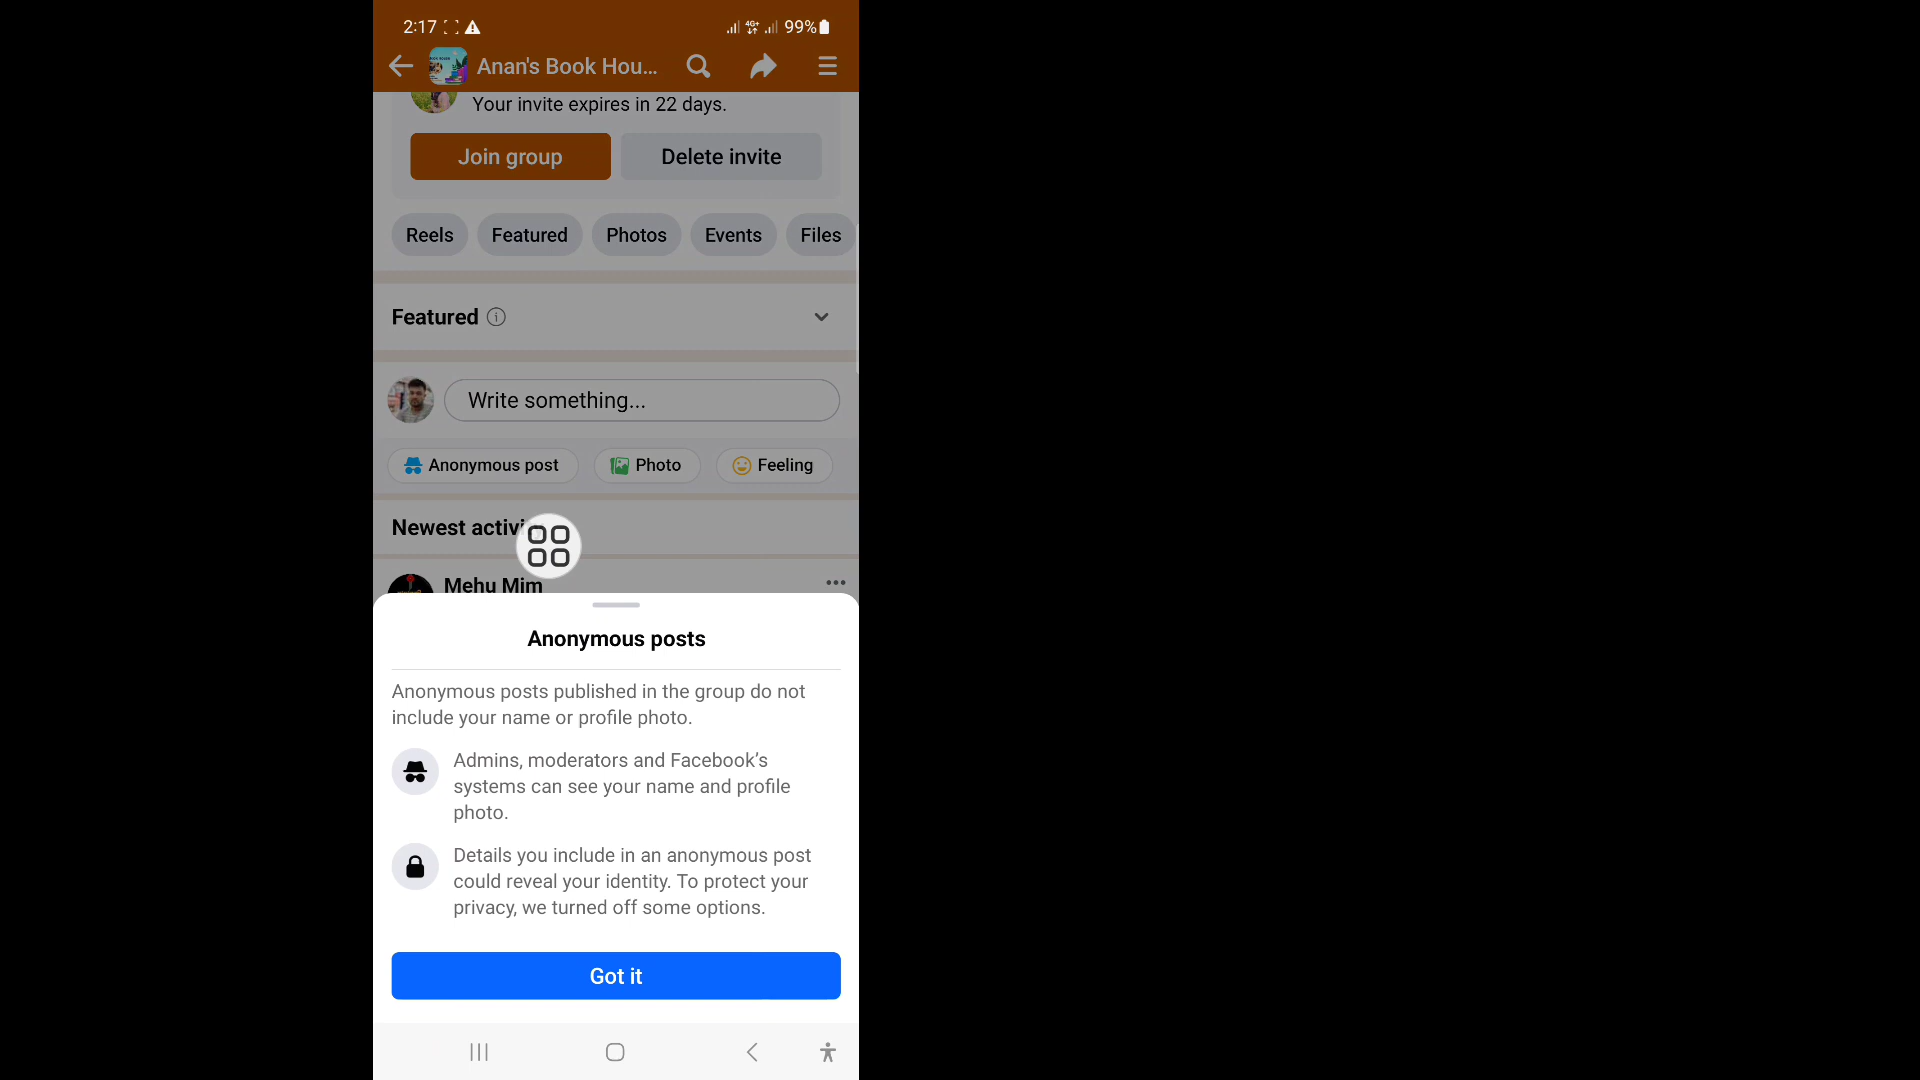 2:17 4G+ 99%
Anan's Book Hou...
Your invite expires in 22 days.
Join group Delete invite
Reels Featured Photos Events Files
Featured
Write something...
Anonymous post Photo Feeling
Newest activi
Mehu Mim
Anonymous posts
Anonymous posts published in the group do not
include your name or profile photo.
Admins, moderators and Facebook's
systems can see your name and profile
photo.
Details you include in an anonymous post
could reveal your identity. To protect your
privacy, we turned off some options.
Got it